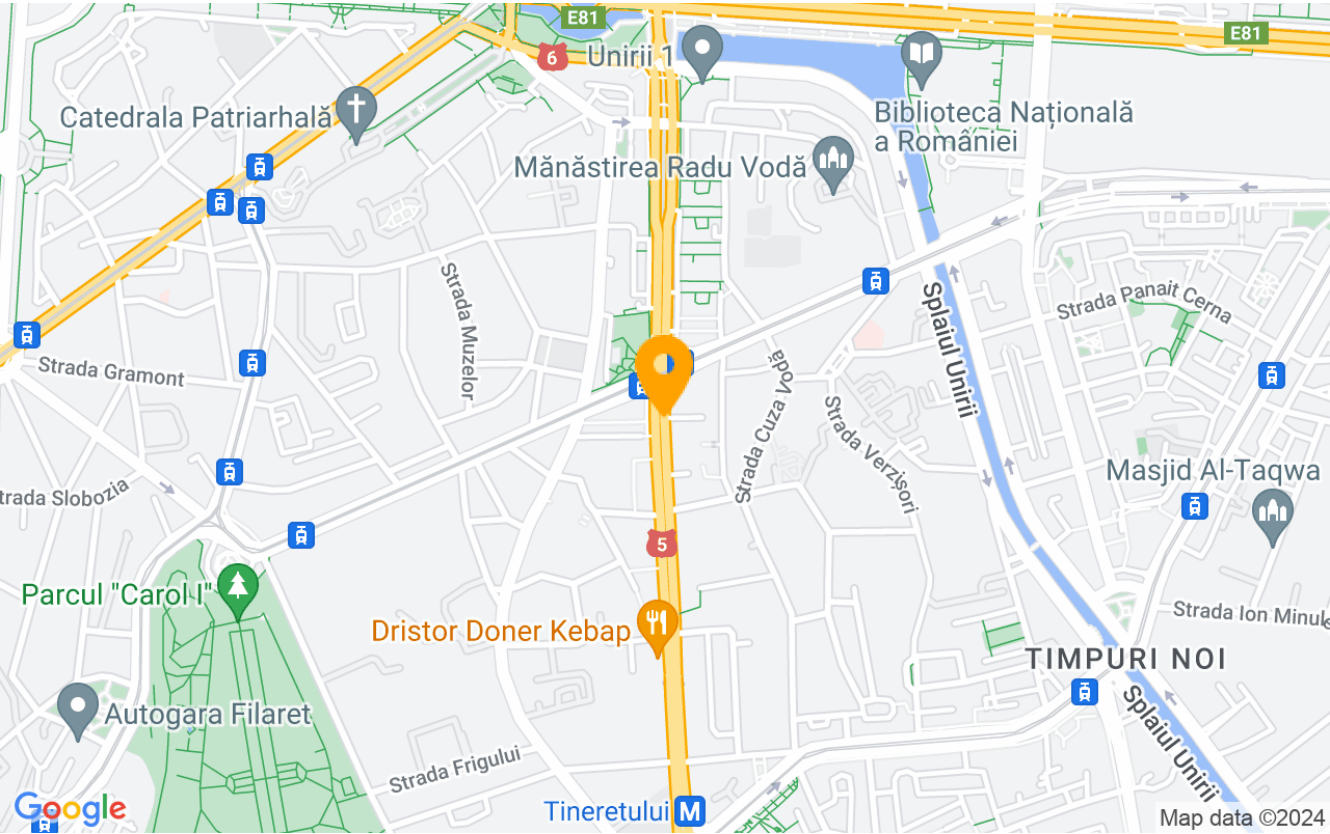 E81
E81
6
Unirii 1
Catedrala Patriarhală
Biblioteca Națională
a României
Mănăstirea Radu Vodă
Strada Muzelor
Splaiul Unirii
Strada Panait Cerna
Strada Gramont
Strada Cuza Vodă
Strada Verzișori
Masjid Al-Taqwa
trada Slobozia
5
Parcul "Carol I"
Dristor Doner Kebap
Strada Ion Minul
TIMPURI NOI
Autogara Filaret
Splaiul Unirii
Strada Frigului
Google
Tineretului M
Map data ©2024